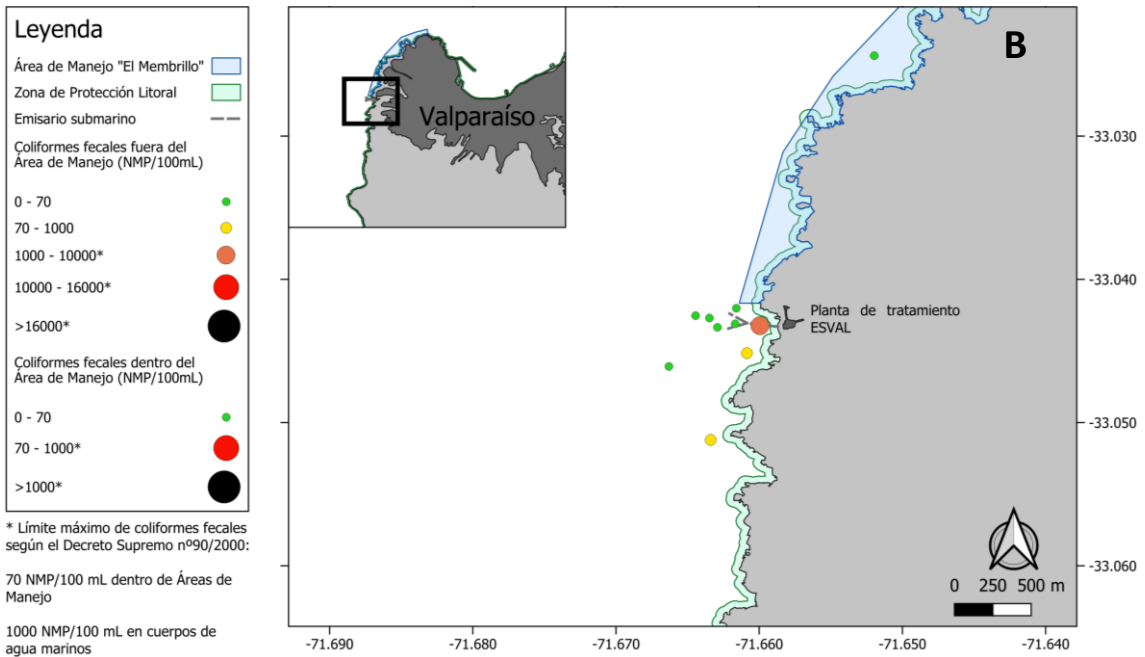 Leyenda
Área de Manejo "El Membrillo"
Zona de Protección Litoral
Emisario submarino
Coliformes fecales fuera del
Área de Manejo (NMP/100mL)
0 - 70
70 - 1000
1000 - 10000*
10000 - 16000*
>16000*
Coliformes fecales dentro del
Área de Manejo (NMP/100mL)
0 - 70
70 - 1000*
>1000*
* Límite máximo de coliformes fecales
según el Decreto Supremo nº90/2000:
70 NMP/100 mL dentro de Áreas de
Manejo
1000 NMP/100 mL en cuerpos de
agua marinos
Valparaíso
B
Planta de tratamiento
ESVAL
0 250 500 m
-33.030
-33.040
-33.050
-33.060
-71.690 -71.680 -71.670 -71.660 -71.650 -71.640